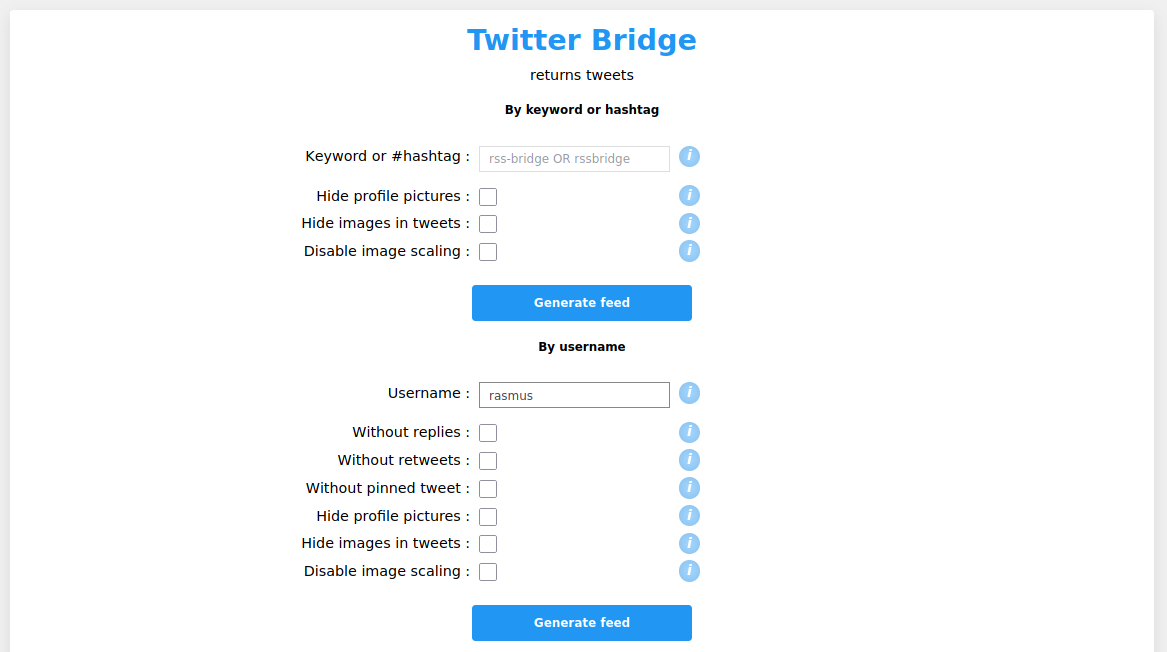 Twitter Bridge
returns tweets
By keyword or hashtag
Keyword or #hashtag : rss-bridge OR rssbridge i
Hide profile pictures : i
Hide images in tweets : i
Disable image scaling : i
Generate feed
By username
Username : rasmus i
Without replies : i
Without retweets : i
Without pinned tweet : i
Hide profile pictures : i
Hide images in tweets : i
Disable image scaling : i
Generate feed